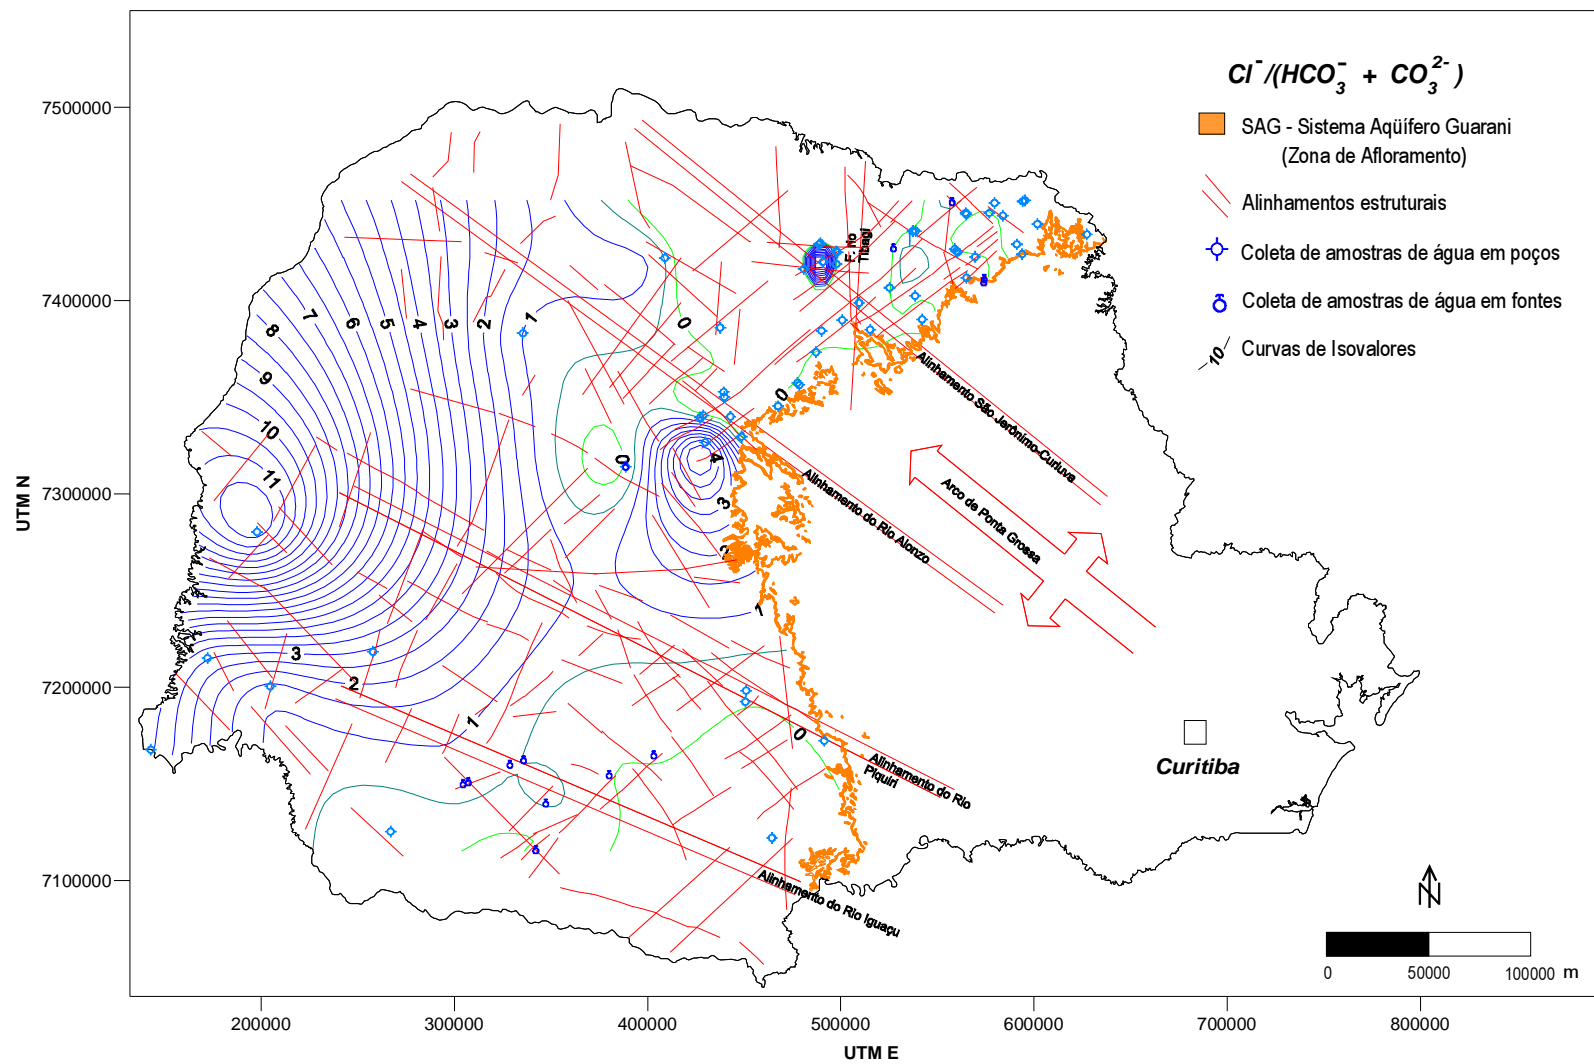 Cl⁻/(HCO₃⁻ + CO₃²⁻)
SAG - Sistema Aqüífero Guarani
(Zona de Afloramento)
Alinhamentos estruturais
Coleta de amostras de água em poços
Coleta de amostras de água em fontes
10
Curvas de Isovalores
7500000
7400000
7300000
7200000
7100000
UTM N
8
7
6
5
4
3
2
1
0
9
10
11
0
4
3
2
1
0
3
2
1
0
F. Rio
Tibagi
Alinhamento São Jerônimo-Curiuva
Alinhamento do Rio Alonzo
Arco de Ponta Grossa
Alinhamento do Rio
Piquiri
Alinhamento do Rio Iguaçu
Curitiba
N
0 50000 100000 m
200000 300000 400000 500000 600000 700000 800000
UTM E